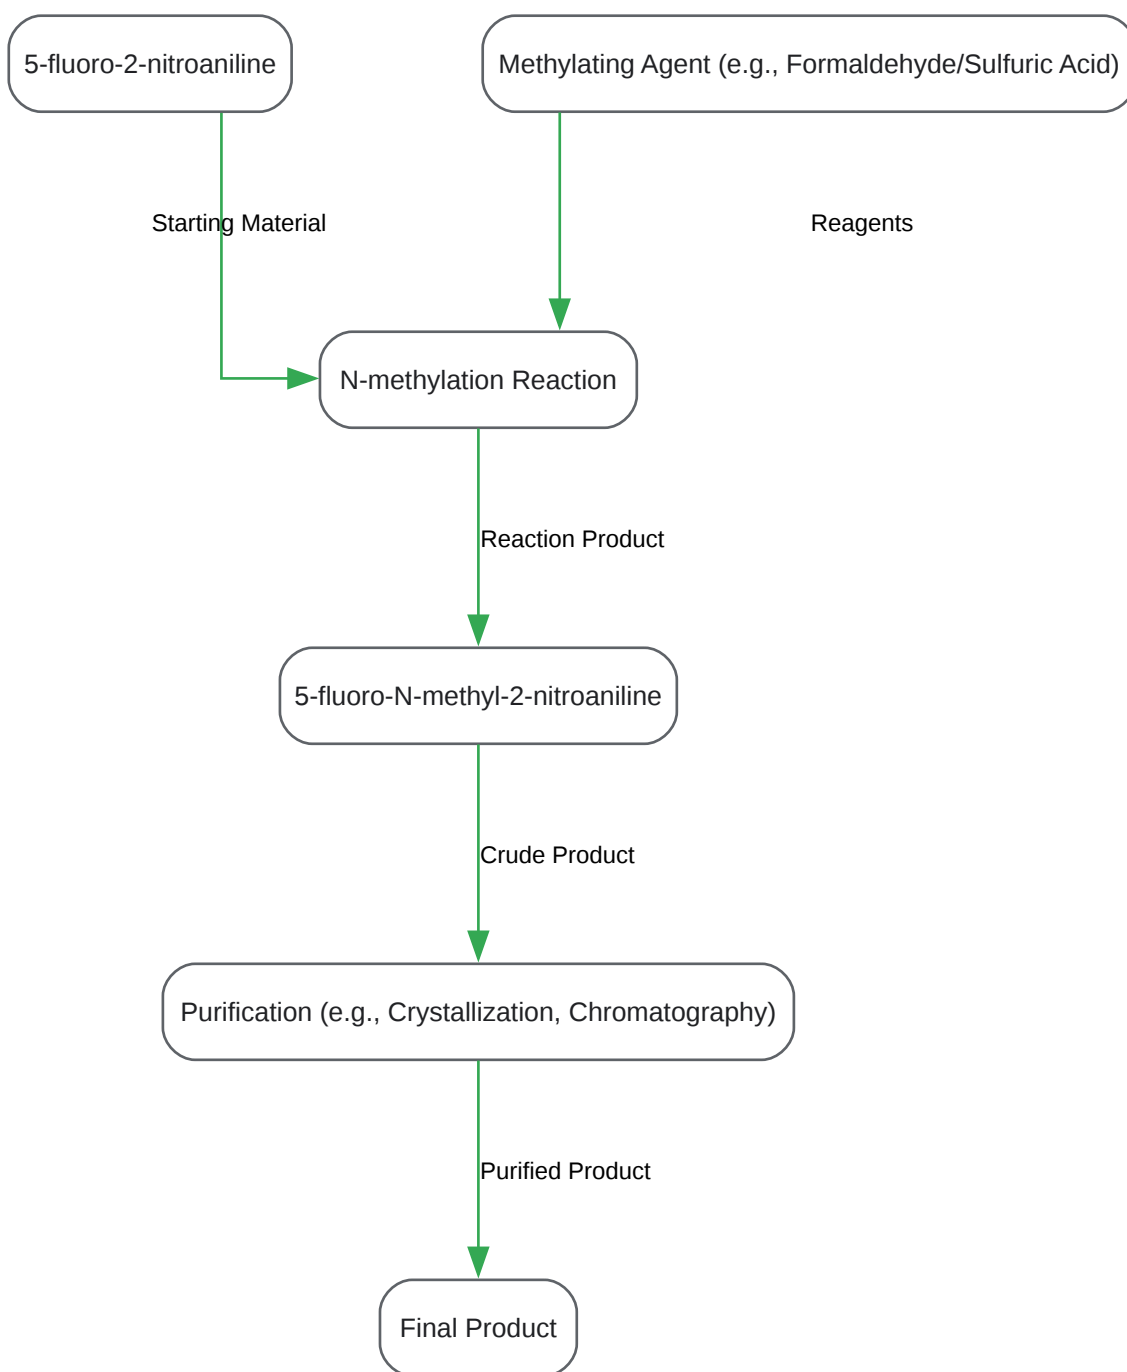 5-fluoro-2-nitroaniline
Methylating Agent (e.g., Formaldehyde/Sulfuric Acid)
Starting Material
Reagents
N-methylation Reaction
Reaction Product
5-fluoro-N-methyl-2-nitroaniline
Crude Product
Purification (e.g., Crystallization, Chromatography)
Purified Product
Final Product